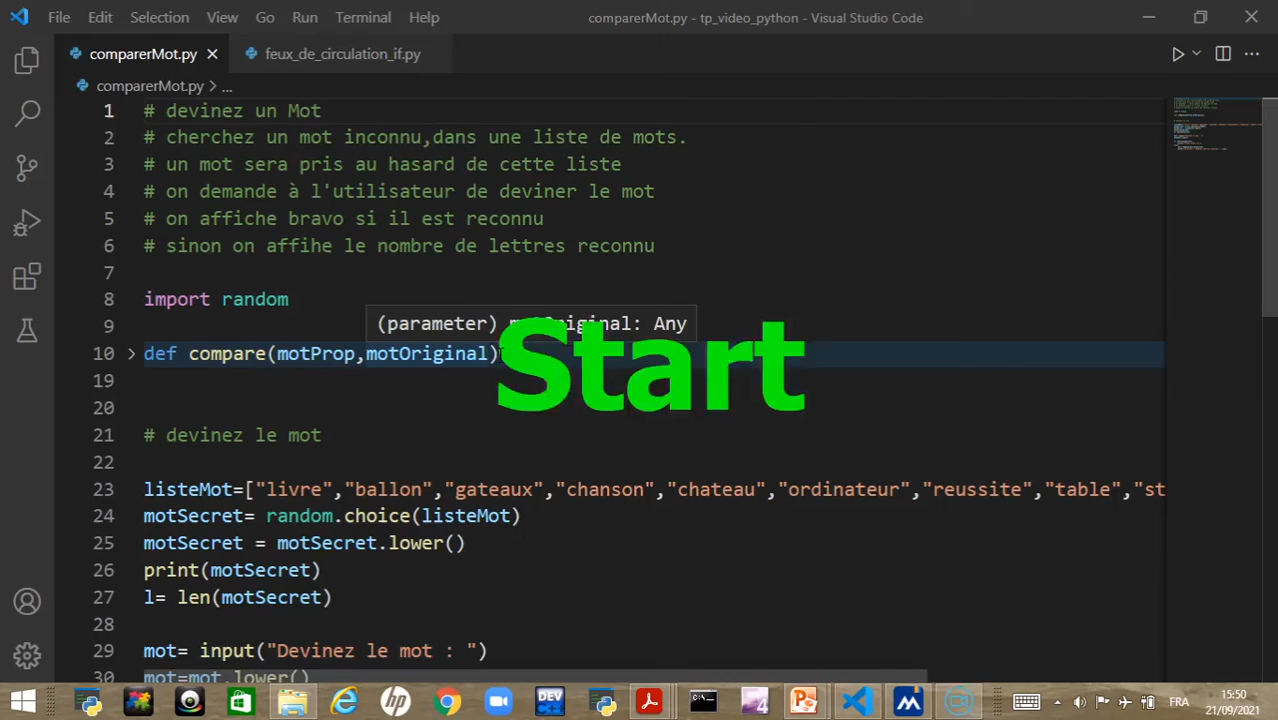 File Edit Selection View Go Run Terminal Help comparerMot.py - tp_video_python - Visual Studio Code
comparerMot.py feux_de_circulation_if.py
comparerMot.py > ...
1 # devinez un Mot
2 # cherchez un mot inconnu,dans une liste de mots.
3 # un mot sera pris au hasard de cette liste
4 # on demande à l'utilisateur de deviner le mot
5 # on affiche bravo si il est reconnu
6 # sinon on affihe le nombre de lettres reconnu
7
8 import random
9 (parameter) motOriginal: Any
Start
10 def compare(motProp,motOriginal)
19
20
21 # devinez le mot
22
23 listeMot=["livre","ballon","gateaux","chanson","chateau","ordinateur","reussite","table","st
24 motSecret= random.choice(listeMot)
25 motSecret = motSecret.lower()
26 print(motSecret)
27 l= len(motSecret)
28
29 mot= input("Devinez le mot : ")
30 mot=mot.lower()
hp DEV 4 FRA 15:50
21/09/2021